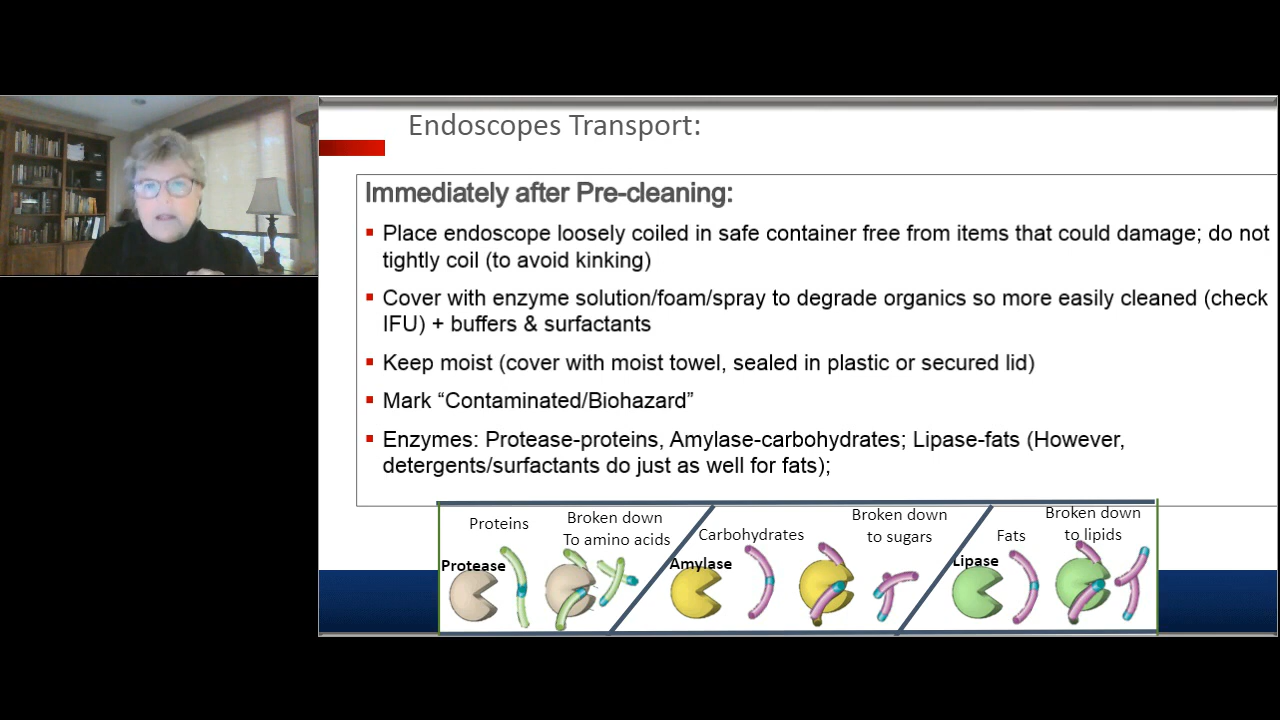 Endoscopes Transport:
Immediately after Pre-cleaning:
Place endoscope loosely coiled in safe container free from items that could damage; do not
tightly coil (to avoid kinking)
Cover with enzyme solution/foam/spray to degrade organics so more easily cleaned (check
IFU) + buffers & surfactants
Keep moist (cover with moist towel, sealed in plastic or secured lid)
Mark “Contaminated/Biohazard”
Enzymes: Protease-proteins, Amylase-carbohydrates; Lipase-fats (However,
detergents/surfactants do just as well for fats);
Proteins
Broken down
To amino acids
Protease
Carbohydrates
Broken down
to sugars
Amylase
Fats
Broken down
to lipids
Lipase